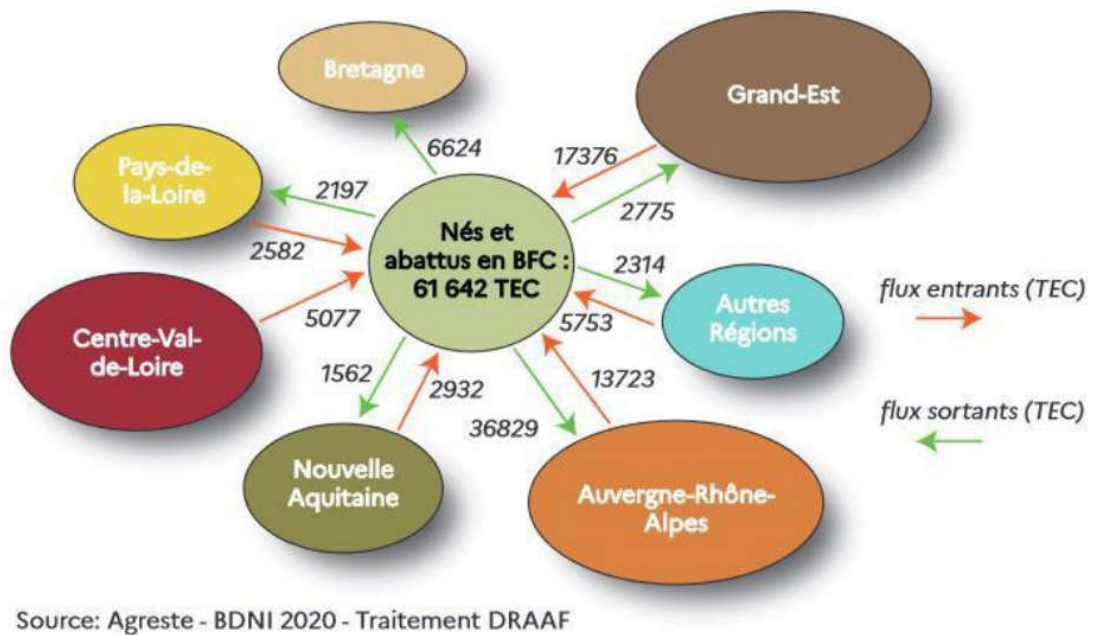 Bretagne
Grand-Est
6624
17376
Pays-de-
la-Loire
2197
2775
2582
Nés et
abattus en BFC :
61 642 TEC
2314
flux entrants (TEC)
Autres
Régions
5753
5077
Centre-Val-
de-Loire
1562
2932
13723
36829
flux sortants (TEC)
Nouvelle
Aquitaine
Auvergne-Rhône-
Alpes
Source: Agreste - BDNI 2020 - Traitement DRAAF